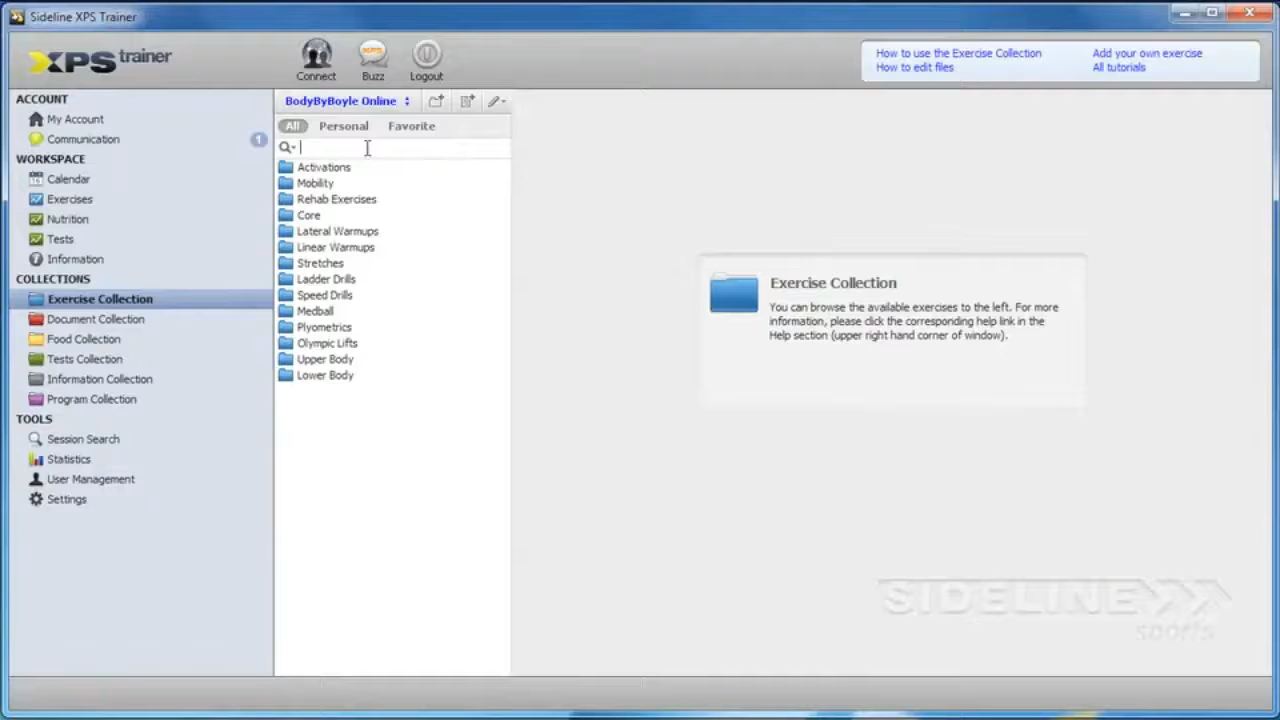 Sideline XPS Trainer
XPS trainer
Connect
Buzz
Logout
How to use the Exercise Collection
Add your own exercise
How to edit files
All tutorials
ACCOUNT
My Account
Communication
1
WORKSPACE
Calendar
Exercises
Nutrition
Tests
Information
COLLECTIONS
Exercise Collection
Document Collection
Food Collection
Tests Collection
Information Collection
Program Collection
TOOLS
Session Search
Statistics
User Management
Settings
BodyByBoyle Online
All
Personal
Favorite
Activations
Mobility
Rehab Exercises
Core
Lateral Warmups
Linear Warmups
Stretches
Ladder Drills
Speed Drills
Medball
Plyometrics
Olympic Lifts
Upper Body
Lower Body
Exercise Collection
You can browse the available exercises to the left. For more
information, please click the corresponding help link in the
Help section (upper right hand corner of window).
SIDELINE
sports